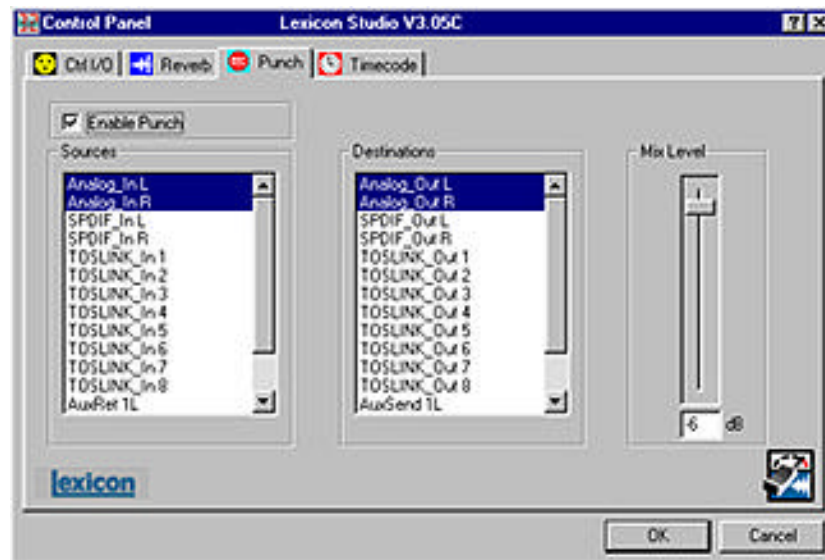 Control Panel Lexicon Studio V3.05C
Ctrl I/O Reverb Punch Timecode
Enable Punch
Sources
Analog_In L
Analog_In R
SPDIF_In L
SPDIF_In R
TOSLINK_In 1
TOSLINK_In 2
TOSLINK_In 3
TOSLINK_In 4
TOSLINK_In 5
TOSLINK_In 6
TOSLINK_In 7
TOSLINK_In 8
AuxRet 1L
Destinations
Analog_Out L
Analog_Out R
SPDIF_Out L
SPDIF_Out R
TOSLINK_Out 1
TOSLINK_Out 2
TOSLINK_Out 3
TOSLINK_Out 4
TOSLINK_Out 5
TOSLINK_Out 6
TOSLINK_Out 7
TOSLINK_Out 8
AuxSend 1L
Mix Level
-6 dB
lexicon
OK Cancel